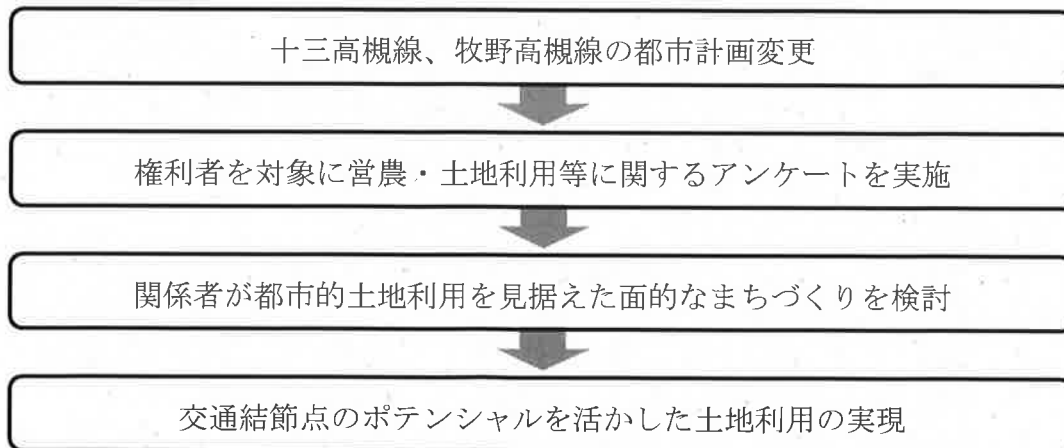 十三高槻線、牧野高槻線の都市計画変更
権利者を対象に営農・土地利用等に関するアンケートを実施
関係者が都市的土地利用を見据えた面的なまちづくりを検討
交通結節点のポテンシャルを活かした土地利用の実現